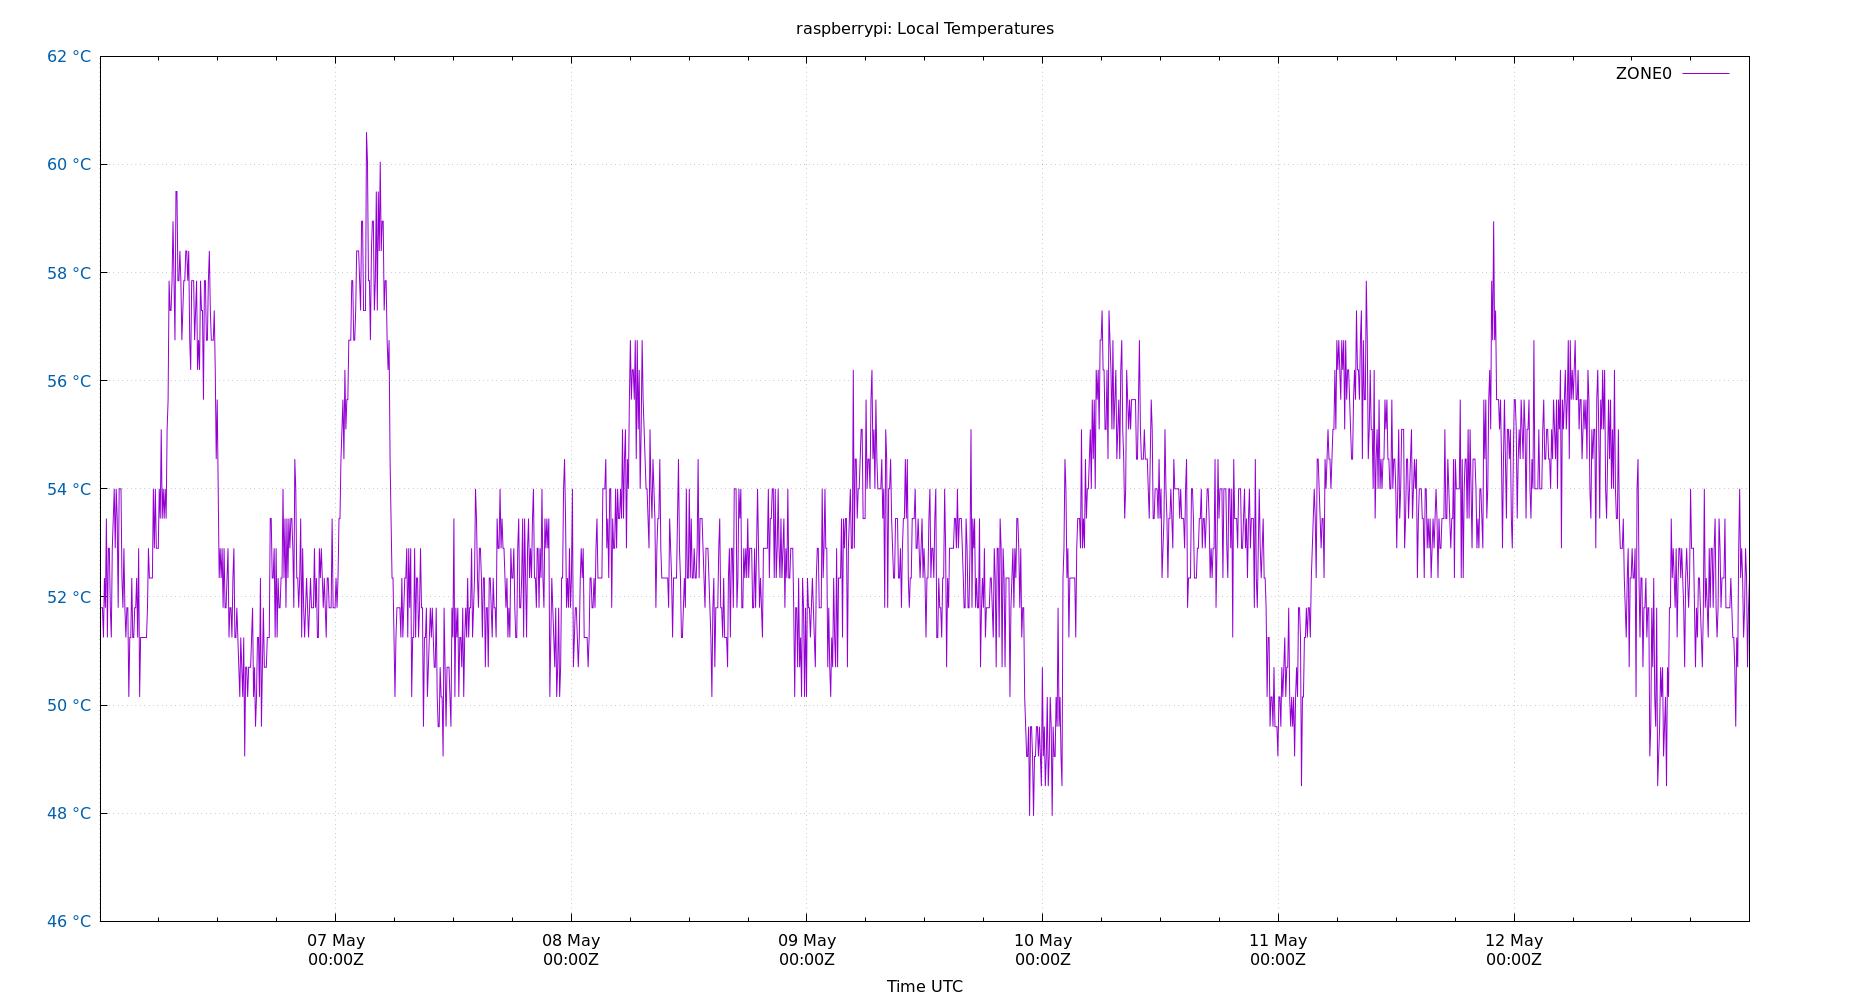 raspberrypi: Local Temperatures
62 °C
ZONE0
60 °C
58 °C
56 °C
54 °C
52 °C
50 °C
48 °C
46 °C
07 May 08 May 09 May 10 May 11 May 12 May
00:00Z 00:00Z 00:00Z 00:00Z 00:00Z 00:00Z
Time UTC